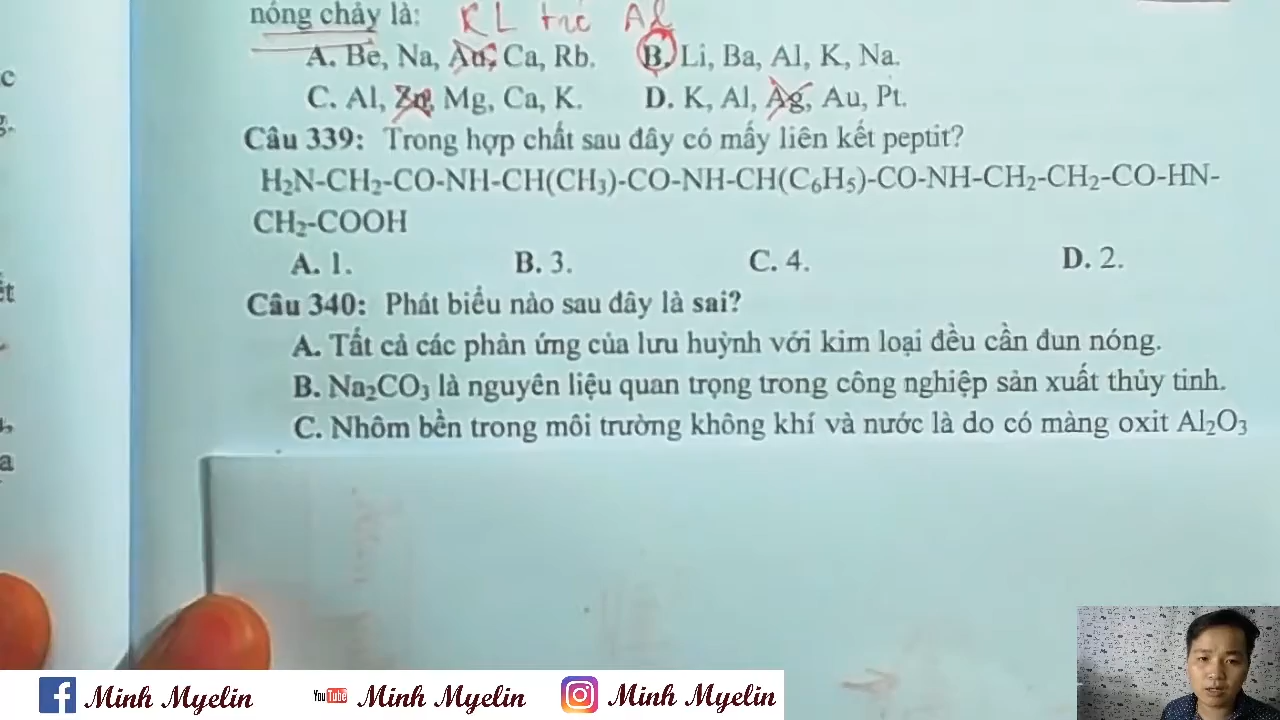 nóng chảy là: KL trc Al
A. Be, Na, Au, Ca, Rb. B. Li, Ba, Al, K, Na.
C. Al, Zn, Mg, Ca, K. D. K, Al, Ag, Au, Pt.
Câu 339: Trong hợp chất sau đây có mấy liên kết peptit?
H₂N-CH₂-CO-NH-CH(CH₃)-CO-NH-CH(C₆H₅)-CO-NH-CH₂-CH₂-CO-HN-
CH₂-COOH
A. 1. B. 3. C. 4. D. 2.
Câu 340: Phát biểu nào sau đây là sai?
A. Tất cả các phản ứng của lưu huỳnh với kim loại đều cần đun nóng.
B. Na₂CO₃ là nguyên liệu quan trọng trong công nghiệp sản xuất thủy tinh.
C. Nhôm bền trong môi trường không khí và nước là do có màng oxit Al₂O₃
Minh Myelin YouTube Minh Myelin Minh Myelin